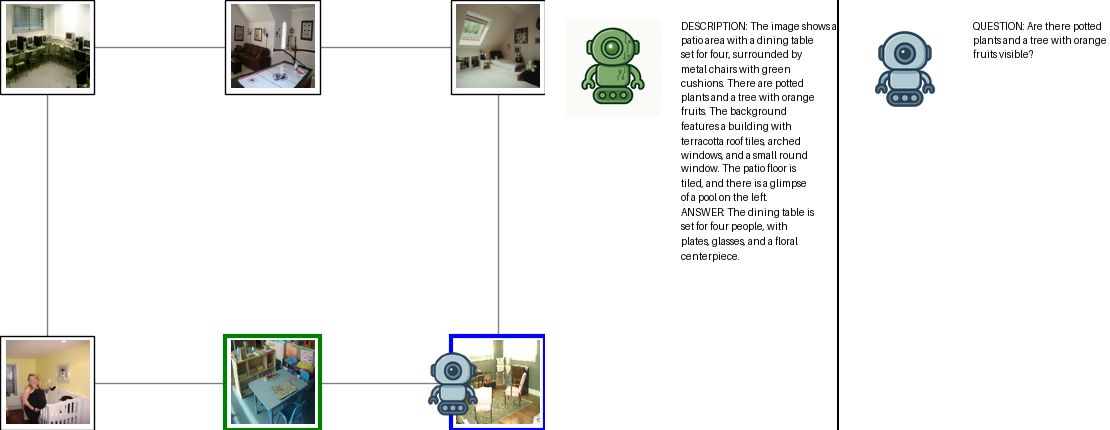 DESCRIPTION: The image shows a
patio area with a dining table
set for four, surrounded by
metal chairs with green
cushions. There are potted
plants and a tree with orange
fruits. The background
features a building with
terracotta roof tiles, arched
windows, and a small round
window. The patio floor is
tiled, and there is a glimpse
of a pool on the left.
ANSWER: The dining table is
set for four people, with
plates, glasses, and a floral
centerpiece.
QUESTION: Are there potted
plants and a tree with orange
fruits visible?